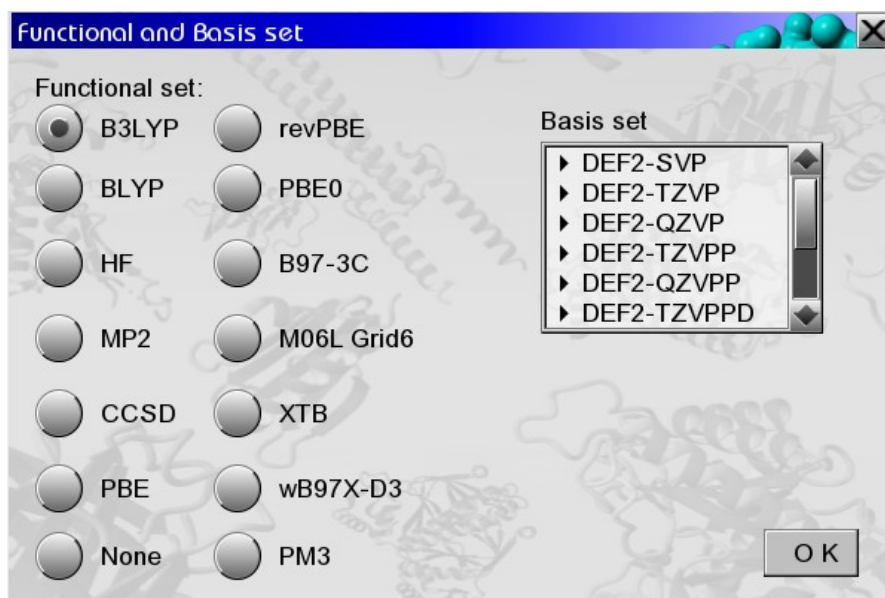 Functional and Basis set
Functional set:
B3LYP
revPBE
BLYP
PBE0
HF
B97-3C
MP2
M06L Grid6
CCSD
XTB
PBE
wB97X-D3
None
PM3
Basis set
DEF2-SVP
DEF2-TZVP
DEF2-QZVP
DEF2-TZVPP
DEF2-QZVPP
DEF2-TZVPPD
O K